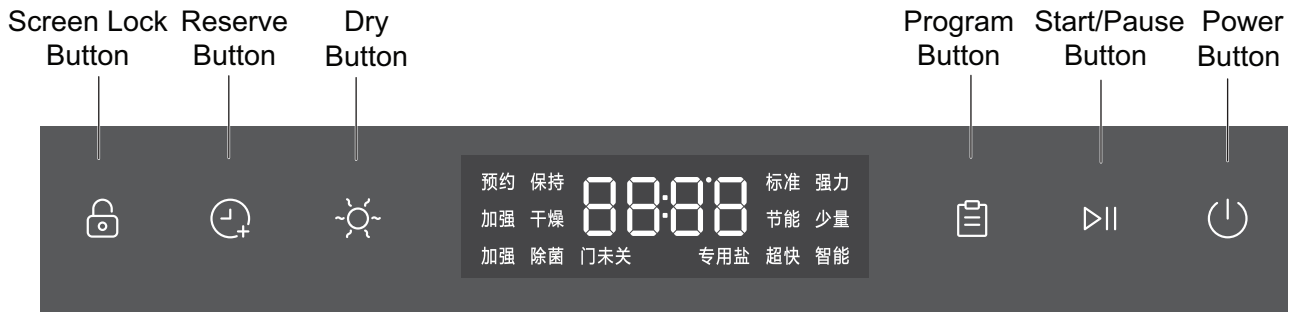 Screen Lock Button
Reserve Button
Dry Button
Program Button
Start/Pause Button
Power Button
预约 保持 88:88 标准 强力
加强 干燥 节能 少量
加强 除菌 门未关 专用盐 超快 智能